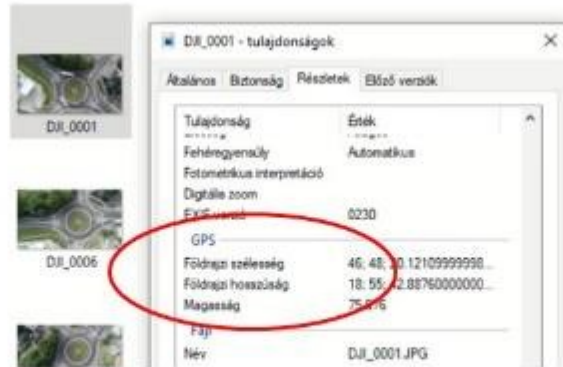 DJI_0001 - tulajdonságok
Általános Biztonság Részletek Előző verziók
DJI_0001
Tulajdonság Érték
Fehéregyensúly Automatikus
Fotometrikus interpretáció
Digitális zoom
EXIF verzió 0230
GPS
DJI_0006
Földrajzi szélesség 46; 48; 20.12109999998...
Földrajzi hosszúság 18; 55; 42.88760000000...
Magasság
Fájl
Név DJI_0001.JPG